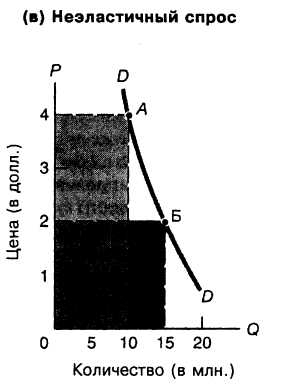 (в) Неэластичный спрос
P
D
4
А
3
Цена (в долл.)
2
Б
1
D
0
5
10
15
20
Q
Количество (в млн.)